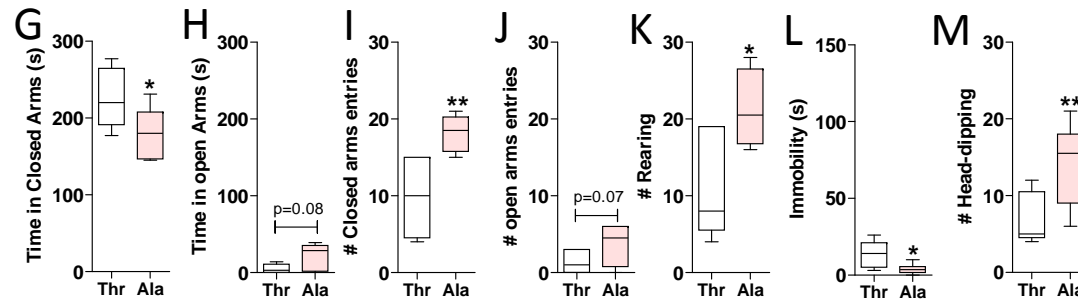 G
Time in Closed Arms (s)
300
200
100
0
*
Thr Ala
H
Time in open Arms (s)
300
200
100
0
p=0.08
Thr Ala
I
# Closed arms entries
30
20
10
0
**
Thr Ala
J
# open arms entries
30
20
10
0
p=0.07
Thr Ala
K
# Rearing
30
20
10
0
*
Thr Ala
L
Immobility (s)
150
100
50
0
*
Thr Ala
M
# Head-dipping
30
20
10
0
**
Thr Ala